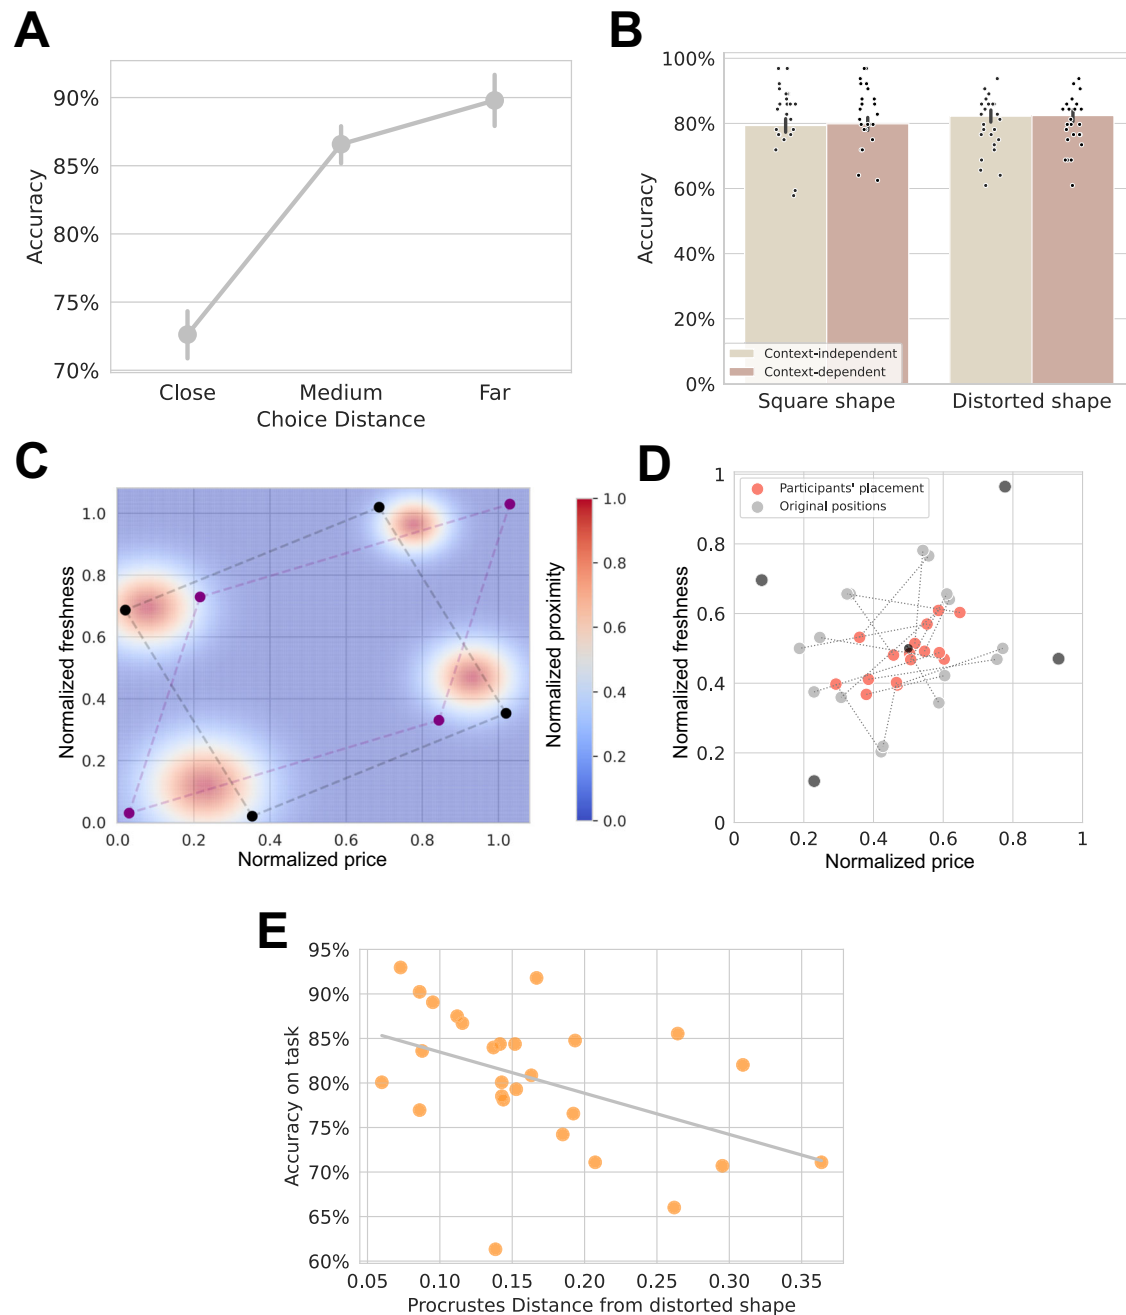 A
90%
85%
80%
75%
70%
Accuracy
Close
Medium
Far
Choice Distance
B
100%
80%
60%
40%
20%
0%
Accuracy
Context-independent
Context-dependent
Square shape
Distorted shape
C
1.0
0.8
0.6
0.4
0.2
0.0
Normalized freshness
0.0
0.2
0.4
0.6
0.8
1.0
Normalized price
1.0
0.8
0.6
0.4
0.2
0.0
Normalized proximity
D
1
0.8
0.6
0.4
0.2
0
Normalized freshness
Participants' placement
Original positions
0
0.2
0.4
0.6
0.8
1
Normalized price
E
95%
90%
85%
80%
75%
70%
65%
60%
Accuracy on task
0.05
0.10
0.15
0.20
0.25
0.30
0.35
Procrustes Distance from distorted shape